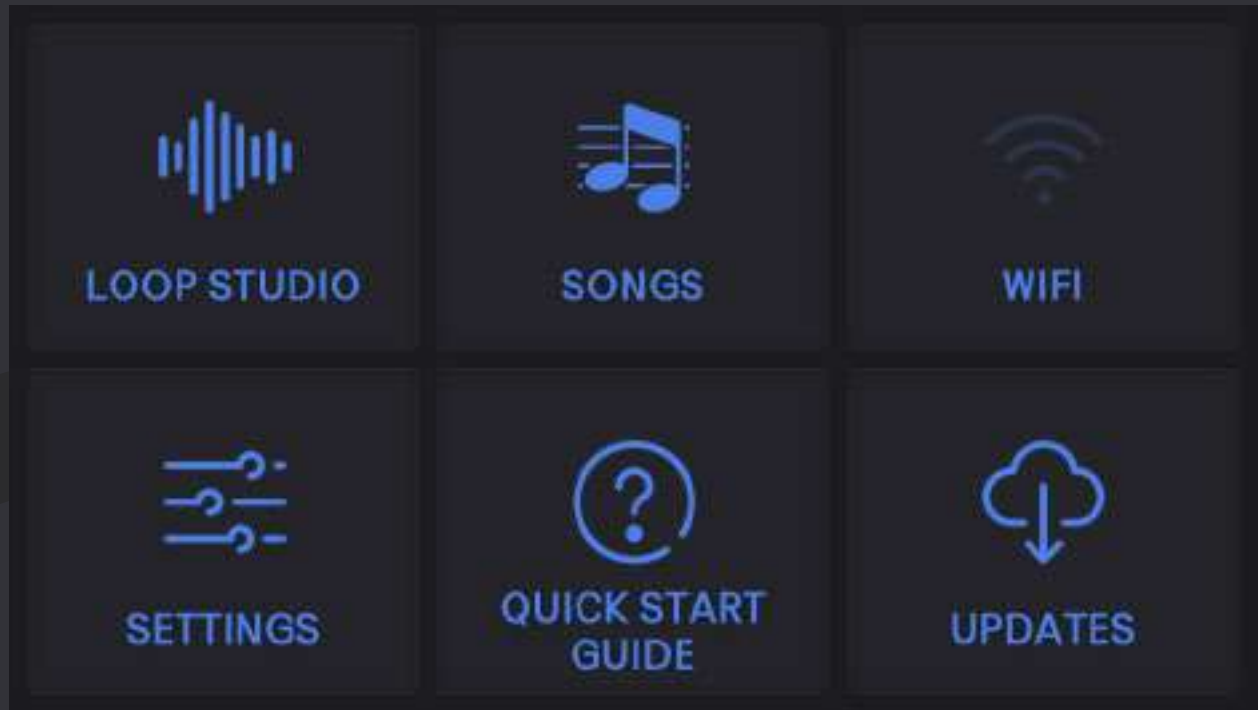 LOOP STUDIO
SONGS
WIFI
SETTINGS
QUICK START
GUIDE
UPDATES